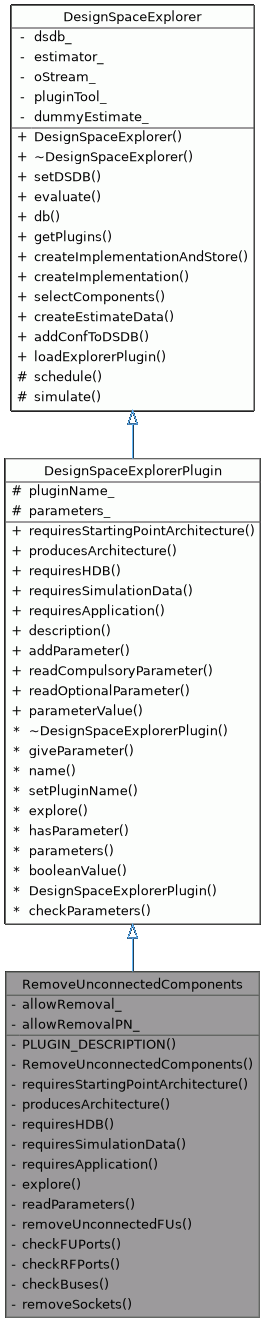 DesignSpaceExplorer
- dsdb_
- estimator_
- oStream_
- pluginTool_
- dummyEstimate_
+ DesignSpaceExplorer()
+ ~DesignSpaceExplorer()
+ setDSDB()
+ evaluate()
+ db()
+ getPlugins()
+ createImplementationAndStore()
+ createImplementation()
+ selectComponents()
+ createEstimateData()
+ addConfToDSDB()
+ loadExplorerPlugin()
# schedule()
# simulate()
DesignSpaceExplorerPlugin
# pluginName_
# parameters_
+ requiresStartingPointArchitecture()
+ producesArchitecture()
+ requiresHDB()
+ requiresSimulationData()
+ requiresApplication()
+ description()
+ addParameter()
+ readCompulsoryParameter()
+ readOptionalParameter()
+ parameterValue()
* ~DesignSpaceExplorerPlugin()
* giveParameter()
* name()
* setPluginName()
* explore()
* hasParameter()
* parameters()
* booleanValue()
* DesignSpaceExplorerPlugin()
* checkParameters()
RemoveUnconnectedComponents
- allowRemoval_
- allowRemovalPN_
- PLUGIN_DESCRIPTION()
- RemoveUnconnectedComponents()
- requiresStartingPointArchitecture()
- producesArchitecture()
- requiresHDB()
- requiresSimulationData()
- requiresApplication()
- explore()
- readParameters()
- removeUnconnectedFUs()
- checkFUPorts()
- checkRFPorts()
- checkBuses()
- removeSockets()